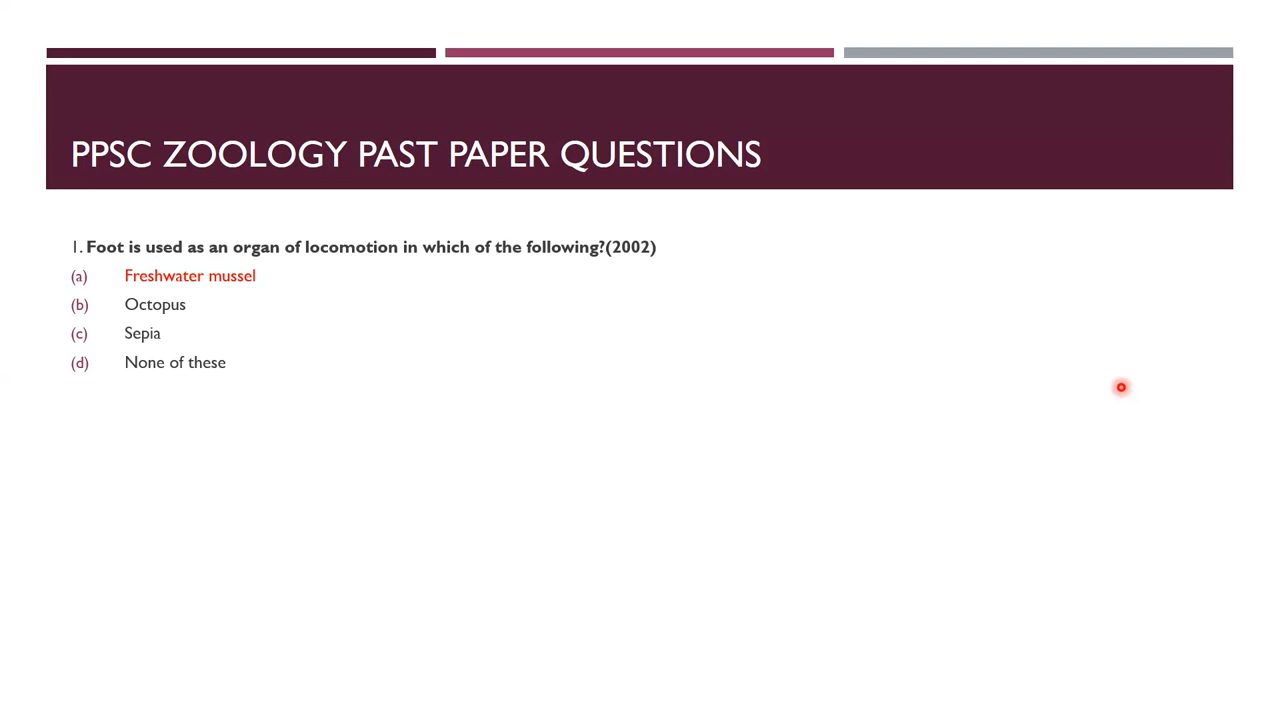 PPSC ZOOLOGY PAST PAPER QUESTIONS
1. Foot is used as an organ of locomotion in which of the following?(2002)
(a) Freshwater mussel
(b) Octopus
(c) Sepia
(d) None of these